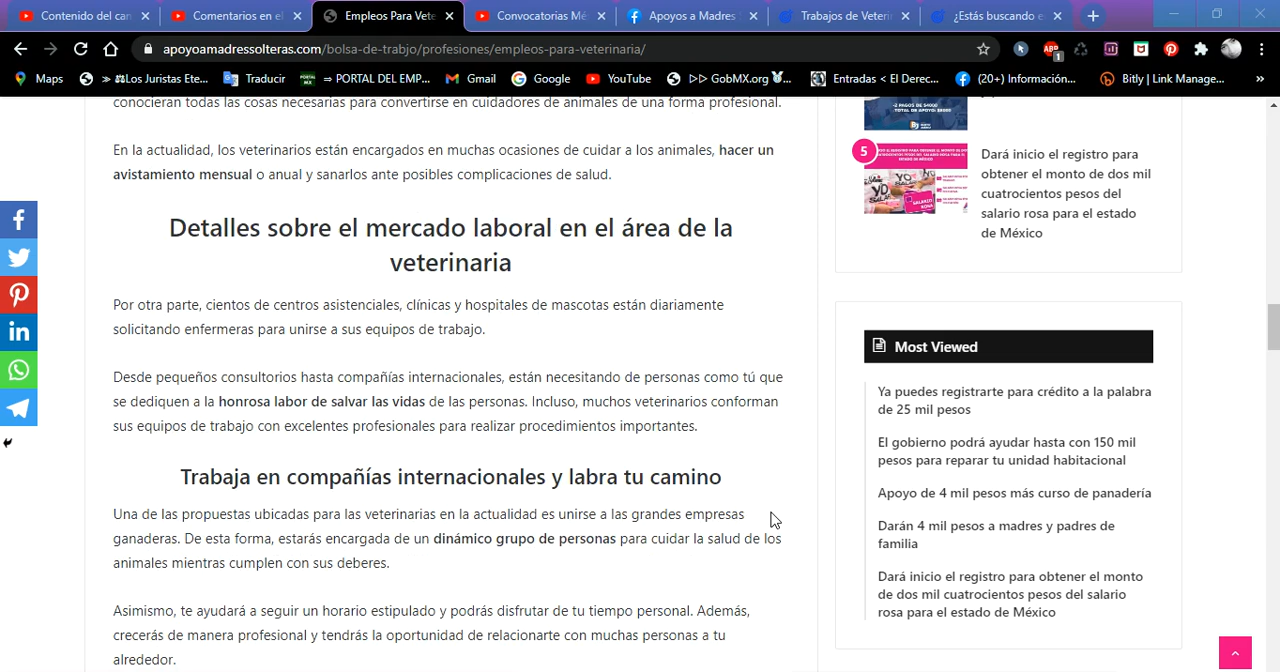 Contenido del can
Comentarios en el
Empleos Para Vete
Convocatorias Mé
Apoyos a Madres
Trabajos de Veterin
¿Estás buscando e
apoyoamadressolteras.com/bolsa-de-trabjo/profesiones/empleos-para-veterinaria/
Maps
» ⚖Los Juristas Ete...
Traducir
⇒ PORTAL DEL EMP...
Gmail
Google
YouTube
▷▷ GobMX.org
Entradas < El Derec...
(20+) Información...
Bitly | Link Manage...
»
conocieran todas las cosas necesarias para convertirse en cuidadores de animales de una forma profesional.
En la actualidad, los veterinarios están encargados en muchas ocasiones de cuidar a los animales, hacer un
avistamiento mensual o anual y sanarlos ante posibles complicaciones de salud.
Detalles sobre el mercado laboral en el área de la
veterinaria
Por otra parte, cientos de centros asistenciales, clínicas y hospitales de mascotas están diariamente
solicitando enfermeras para unirse a sus equipos de trabajo.
Desde pequeños consultorios hasta compañías internacionales, están necesitando de personas como tú que
se dediquen a la honrosa labor de salvar las vidas de las personas. Incluso, muchos veterinarios conforman
sus equipos de trabajo con excelentes profesionales para realizar procedimientos importantes.
Trabaja en compañías internacionales y labra tu camino
Una de las propuestas ubicadas para las veterinarias en la actualidad es unirse a las grandes empresas
ganaderas. De esta forma, estarás encargada de un dinámico grupo de personas para cuidar la salud de los
animales mientras cumplen con sus deberes.
Asimismo, te ayudará a seguir un horario estipulado y podrás disfrutar de tu tiempo personal. Además,
crecerás de manera profesional y tendrás la oportunidad de relacionarte con muchas personas a tu
alrededor.
5
Dará inicio el registro para
obtener el monto de dos mil
cuatrocientos pesos del
salario rosa para el estado
de México
Most Viewed
Ya puedes registrarte para crédito a la palabra
de 25 mil pesos
El gobierno podrá ayudar hasta con 150 mil
pesos para reparar tu unidad habitacional
Apoyo de 4 mil pesos más curso de panadería
Darán 4 mil pesos a madres y padres de
familia
Dará inicio el registro para obtener el monto
de dos mil cuatrocientos pesos del salario
rosa para el estado de México